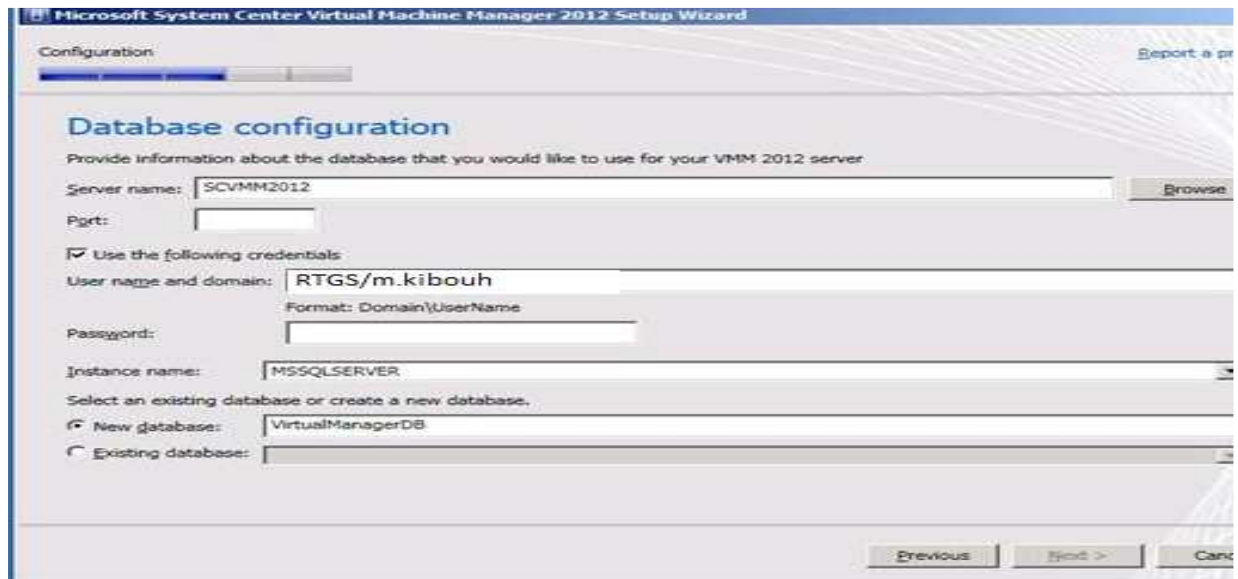 Microsoft System Center Virtual Machine Manager 2012 Setup Wizard
Configuration
Report a pr
Database configuration
Provide information about the database that you would like to use for your VMM 2012 server
Server name: SCVMM2012 Browse
Port:
Use the following credentials
User name and domain: RTGS/m.kibouh
Format: Domain\UserName
Password:
Instance name: MSSQLSERVER
Select an existing database or create a new database.
New database: VirtualManagerDB
Existing database:
Previous Next > Canc